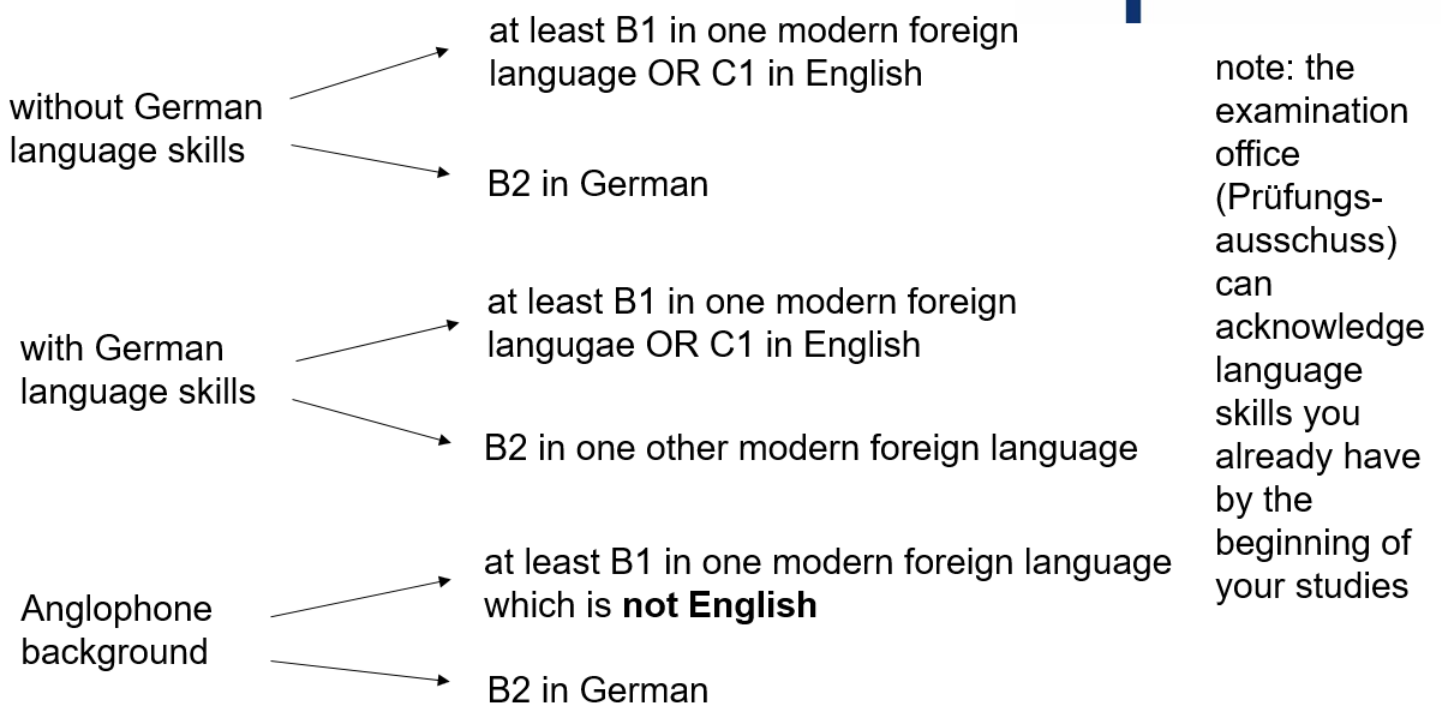 without German
language skills
at least B1 in one modern foreign
language OR C1 in English
B2 in German
with German
language skills
at least B1 in one modern foreign
langugae OR C1 in English
B2 in one other modern foreign language
Anglophone
background
at least B1 in one modern foreign language
which is not English
B2 in German
note: the
examination
office
(Prüfungs-
ausschuss)
can
acknowledge
language
skills you
already have
by the
beginning of
your studies